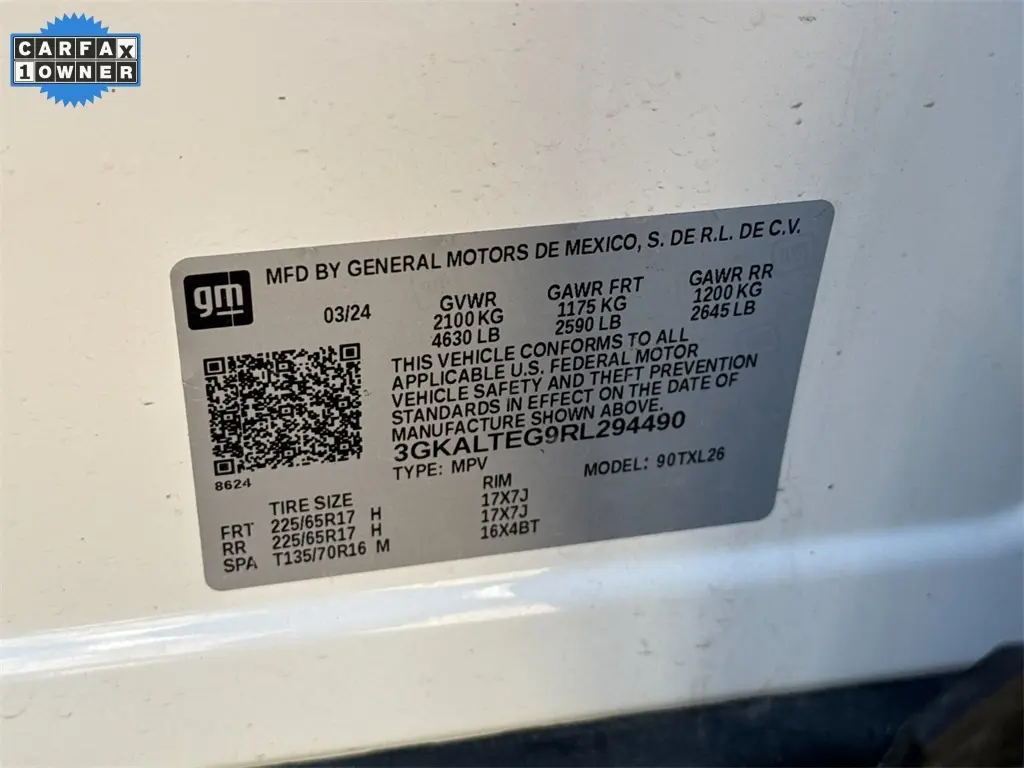 CARFAX
1 OWNER
gm
MFD BY GENERAL MOTORS DE MEXICO, S. DE R.L. DE C.V.
03/24
GVWR
2100 KG
4630 LB
GAWR FRT
1175 KG
2590 LB
GAWR RR
1200 KG
2645 LB
THIS VEHICLE CONFORMS TO ALL
APPLICABLE U.S. FEDERAL MOTOR
VEHICLE SAFETY AND THEFT PREVENTION
STANDARDS IN EFFECT ON THE DATE OF
MANUFACTURE SHOWN ABOVE.
3GKALTEG9RL294490
TYPE: MPV MODEL: 90TXL26
8624
TIRE SIZE RIM
FRT 225/65R17 H 17X7J
RR 225/65R17 H 17X7J
SPA T135/70R16 M 16X4BT